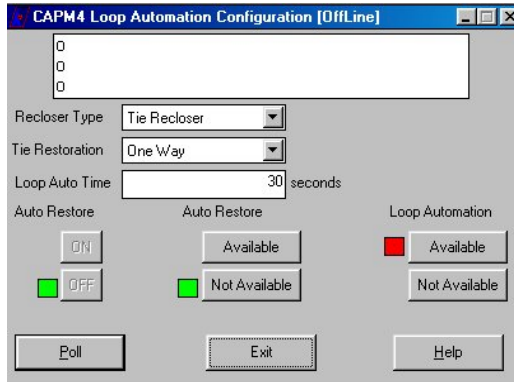 CAPM4 Loop Automation Configuration [OffLine]
0
0
0
Recloser Type Tie Recloser
Tie Restoration One Way
Loop Auto Time 30 seconds
Auto Restore Auto Restore Loop Automation
ON Available Available
OFF Not Available Not Available
Poll Exit Help